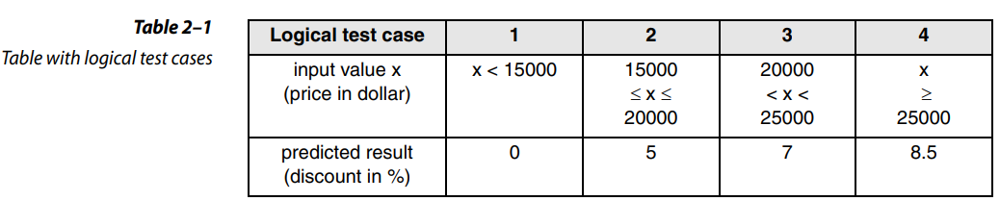 Table 2–1
Table with logical test cases
Logical test case 1 2 3 4
input value x (price in dollar) x < 15000 15000 ≤ x ≤ 20000 20000 < x < 25000 x ≥ 25000
predicted result (discount in %) 0 5 7 8.5